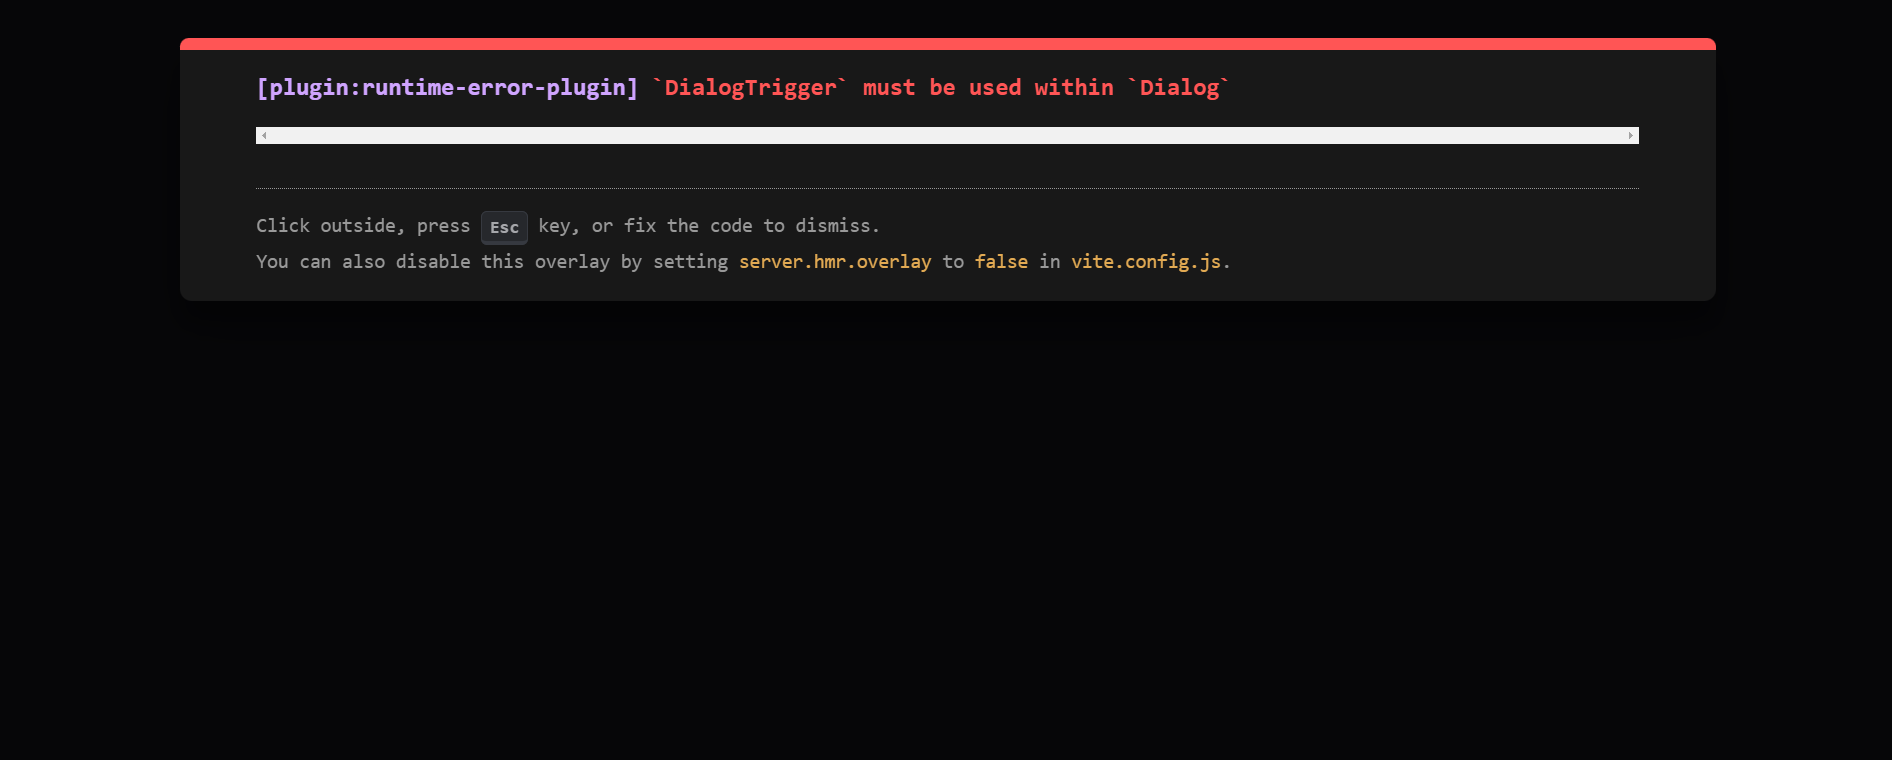 [plugin:runtime-error-plugin] `DialogTrigger` must be used within `Dialog`
Click outside, press Esc key, or fix the code to dismiss.
You can also disable this overlay by setting server.hmr.overlay to false in vite.config.js.